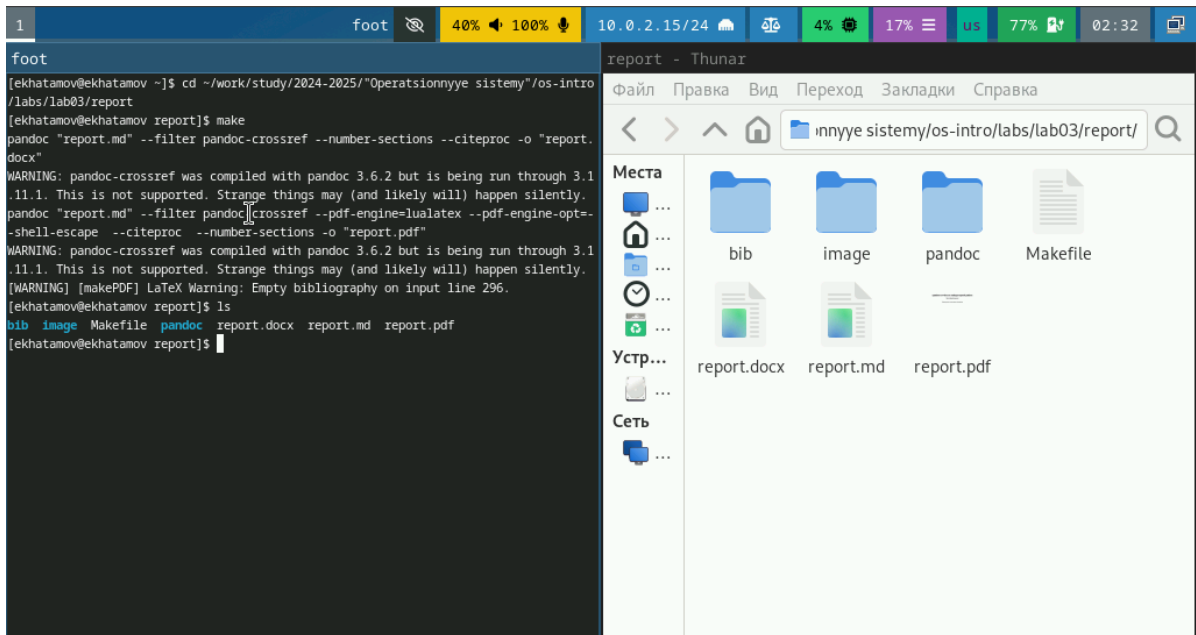 1
foot
40%
100%
10.0.2.15/24
4%
17%
us
77%
02:32
foot
[ekhatamov@ekhatamov ~]$ cd ~/work/study/2024-2025/"Operatsionnyye sistemy"/os-intro
/labs/lab03/report
[ekhatamov@ekhatamov report]$ make
pandoc "report.md" --filter pandoc-crossref --number-sections --citeproc -o "report.
docx"
WARNING: pandoc-crossref was compiled with pandoc 3.6.2 but is being run through 3.1
.11.1. This is not supported. Strange things may (and likely will) happen silently.
pandoc "report.md" --filter pandoc-crossref --pdf-engine=lualatex --pdf-engine-opt=-
-shell-escape  --citeproc  --number-sections -o "report.pdf"
WARNING: pandoc-crossref was compiled with pandoc 3.6.2 but is being run through 3.1
.11.1. This is not supported. Strange things may (and likely will) happen silently.
[WARNING] [makePDF] LaTeX Warning: Empty bibliography on input line 296.
[ekhatamov@ekhatamov report]$ ls
bib  image  Makefile  pandoc  report.docx  report.md  report.pdf
[ekhatamov@ekhatamov report]$
report - Thunar
Файл Правка Вид Переход Закладки Справка
nnyye sistemy/os-intro/labs/lab03/report/
Места
...
...
...
...
...
Устр...
...
Сеть
...
bib
image
pandoc
Makefile
report.docx
report.md
report.pdf